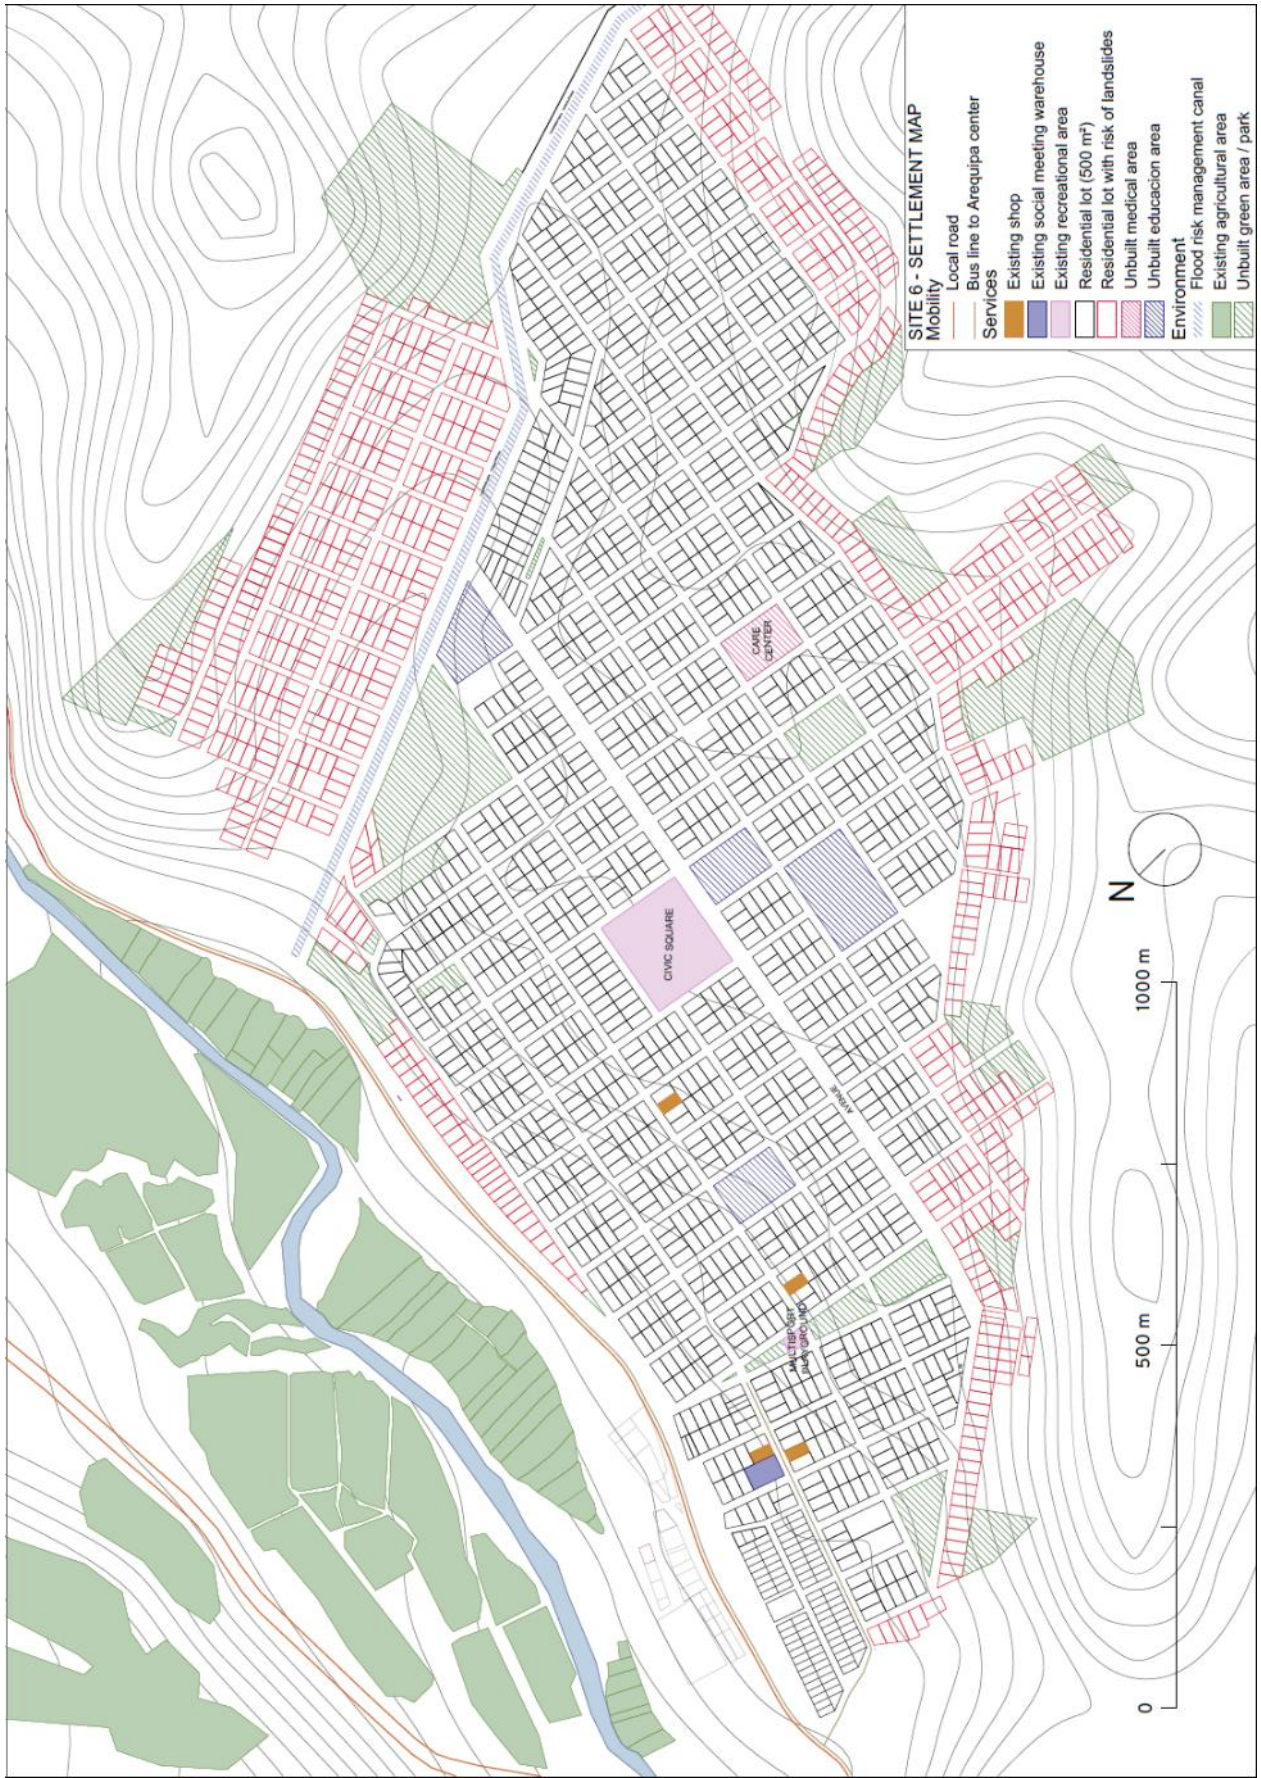 SITE 6 - SETTLEMENT MAP
Mobility
Local road
Bus line to Arequipa center
Services
Existing shop
Existing social meeting warehouse
Existing recreational area
Residential lot (500 m²)
Residential lot with risk of landslides
Unbuilt medical area
Unbuilt educacion area
Environment
Flood risk management canal
Existing agricultural area
Unbuilt green area / park
CARE
CENTER
CIVIC SQUARE
AVENUE
MULTISPORT
PLAYGROUND
N
0
500 m
1000 m